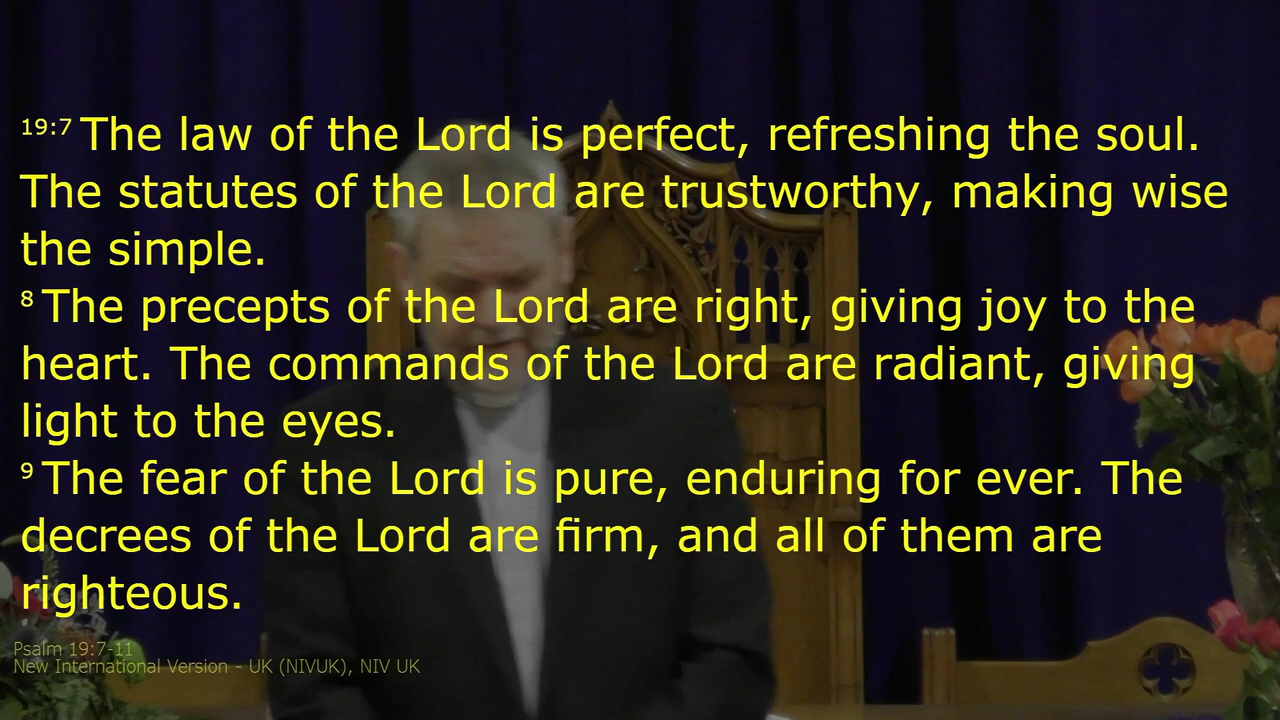 19:7 The law of the Lord is perfect, refreshing the soul.
The statutes of the Lord are trustworthy, making wise
the simple.
8 The precepts of the Lord are right, giving joy to the
heart. The commands of the Lord are radiant, giving
light to the eyes.
9 The fear of the Lord is pure, enduring for ever. The
decrees of the Lord are firm, and all of them are
righteous.
Psalm 19:7-11
New International Version - UK (NIVUK), NIV UK